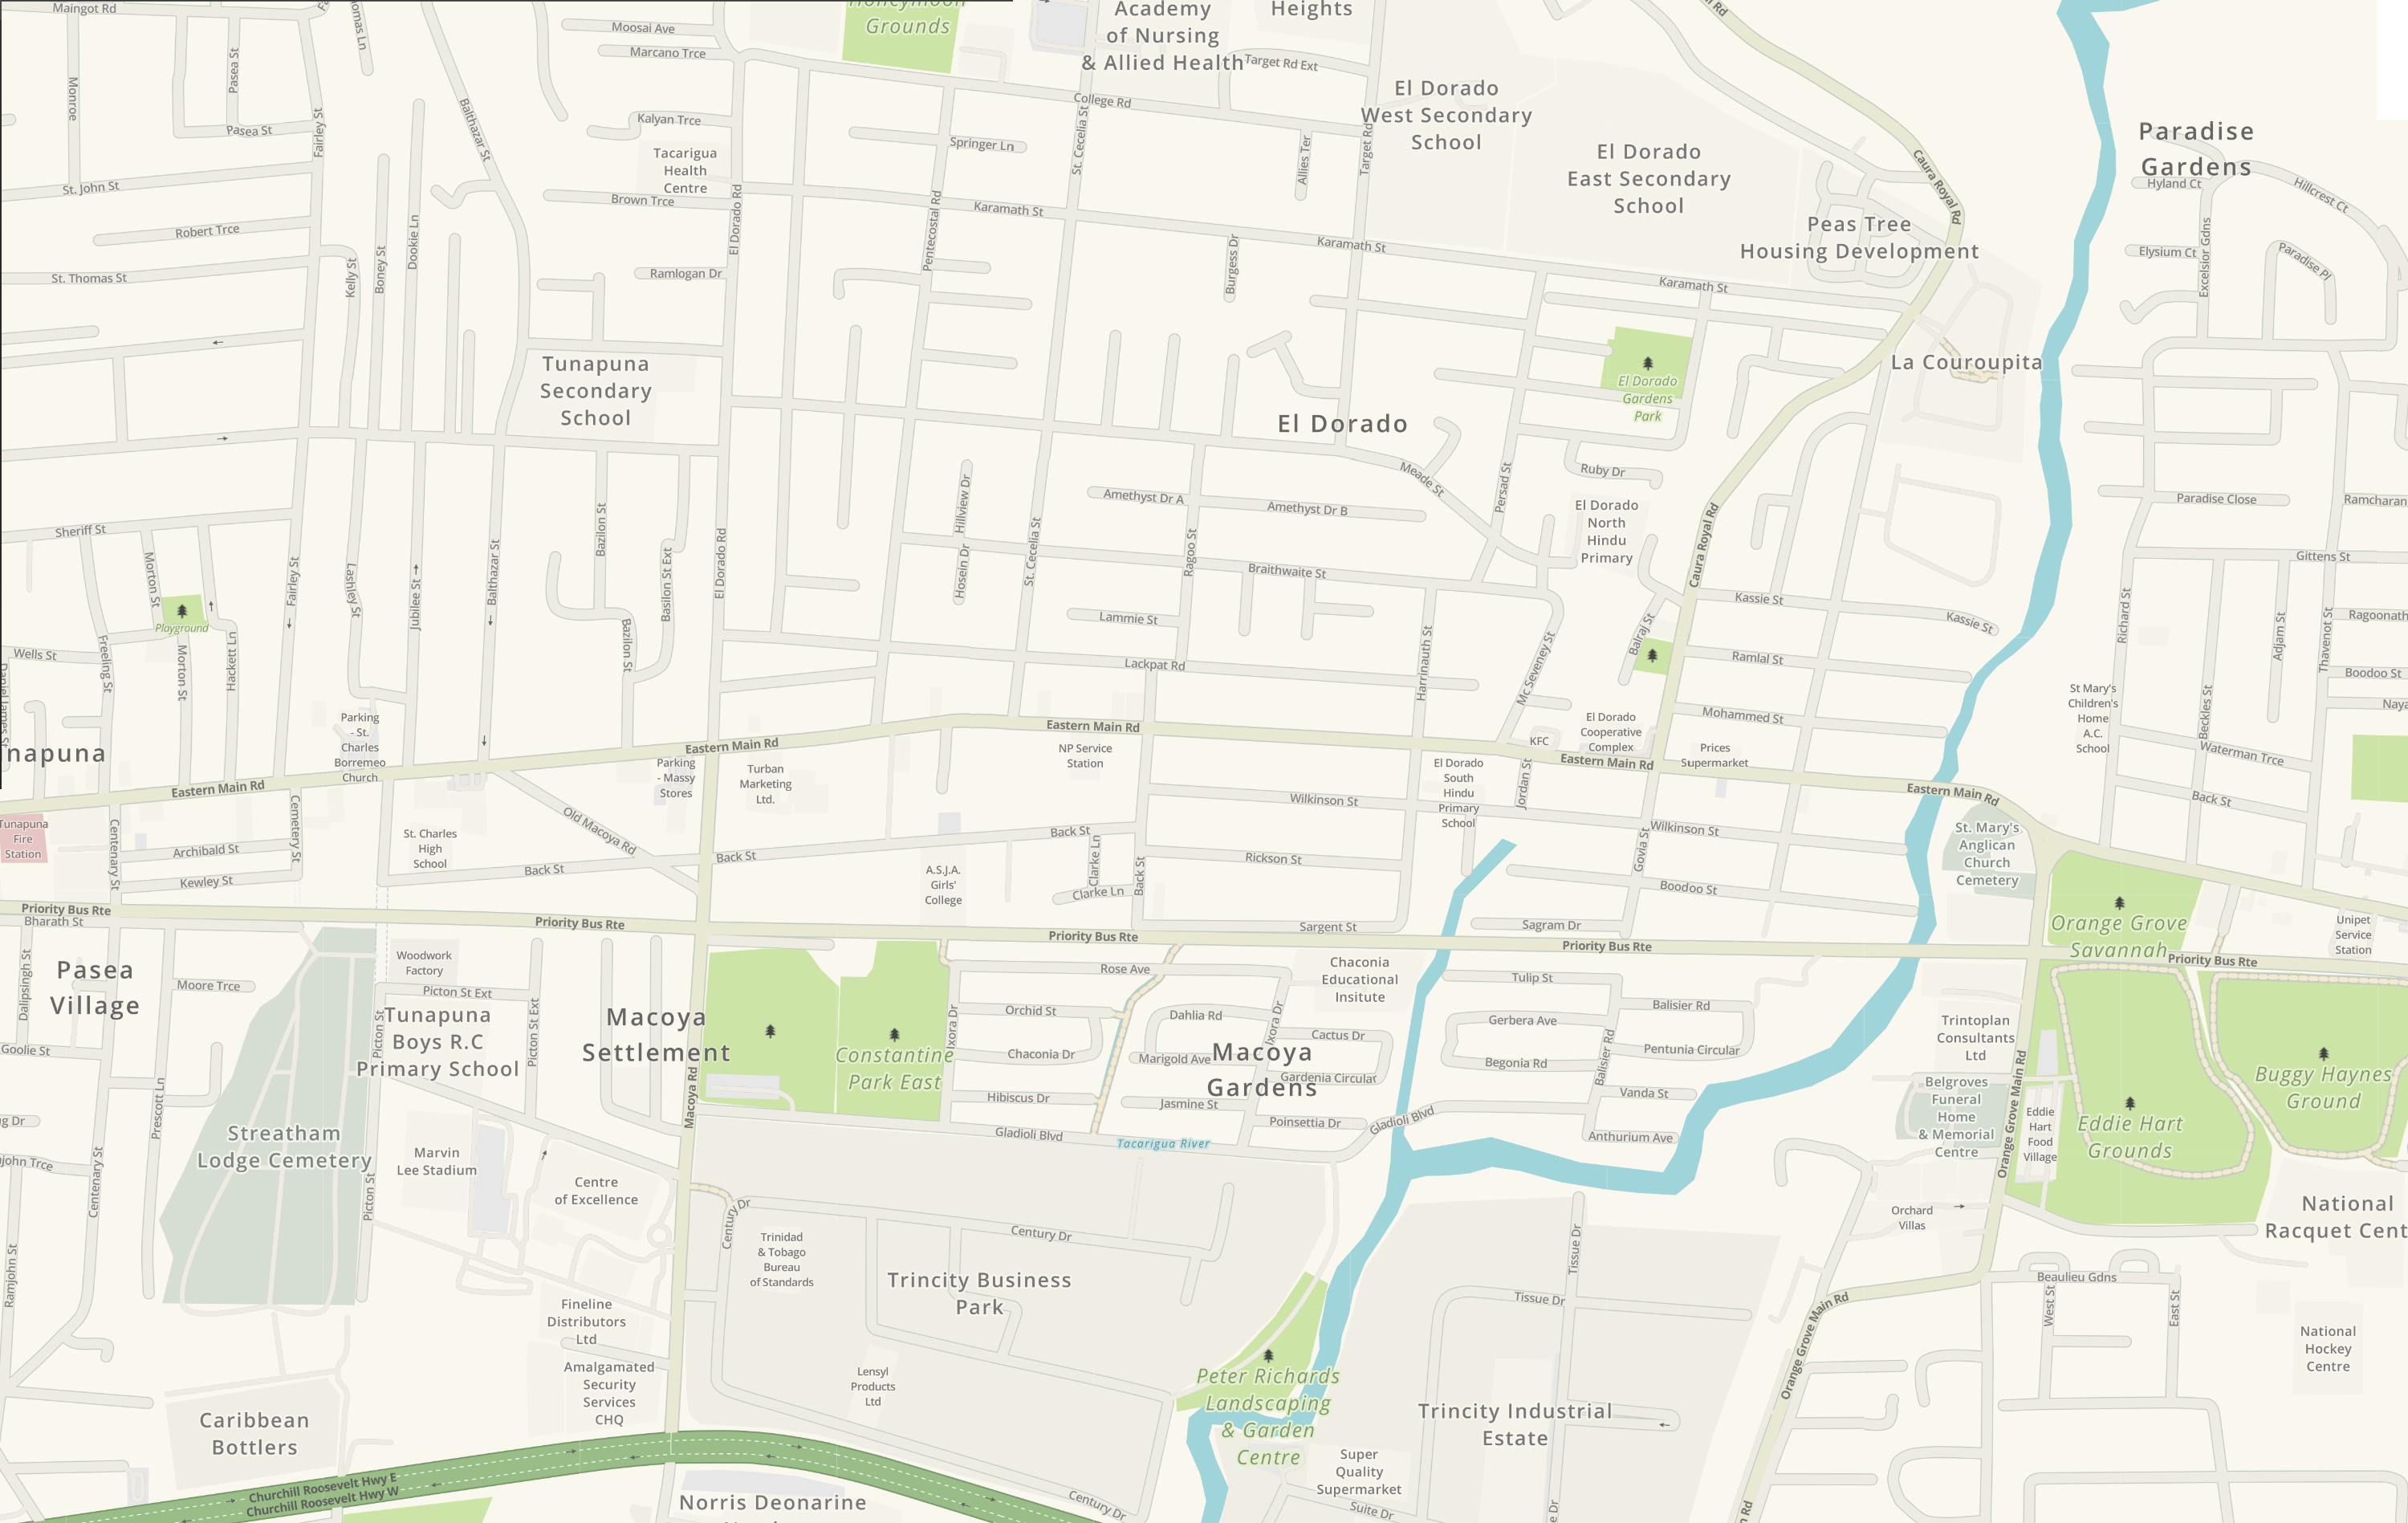 Maingot Rd
Moosai Ave
Marcano Trce
Grounds
Academy
of Nursing
& Allied Health
Heights
Target Rd Ext
Monroe
Pasea St
Pasea St
Fairley St
Balthazar St
Kalyan Trce
College Rd
St. Cecelia St
El Dorado
West Secondary
School
El Dorado
East Secondary
School
Paradise
Gardens
Hyland Ct
Hillcrest Ct
Caura Royal Rd
Tacarigua
Health
Centre
Springer Ln
Allies Ter
Target Rd
St. John St
Brown Trce
El Dorado Rd
Pentecostal Rd
Karamath St
Karamath St
Peas Tree
Housing Development
Robert Trce
Dookie Ln
Boney St
Kelly St
St. Thomas St
Ramlogan Dr
Burgess Dr
Karamath St
Elysium Ct
Excelsior Gdns
Paradise Pl
Tunapuna
Secondary
School
El Dorado
Gardens
Park
La Couroupita
El Dorado
Meade St
Persad St
Ruby Dr
Amethyst Dr A
Amethyst Dr B
Hillview Dr
Hosein Dr
El Dorado
North
Hindu
Primary
Caura Royal Rd
Paradise Close
Ramcharan
Sheriff St
Morton St
Playground
Fairley St
Lashley St
Jubilee St
Balthazar St
Bazilon St
Basilon St Ext
Bazilon St
El Dorado Rd
St. Cecelia St
Ragoo St
Braithwaite St
Lammie St
Lackpat Rd
Harrinauth St
Mc Seveney St
Balraj St
Kassie St
Kassie St
Ramlal St
Mohammed St
Gittens St
Richard St
Ragoonath
Adjam St
Thavenot St
Boodoo St
Naya
Wells St
Freeling St
Morton St
Hackett Ln
napuna
Parking
- St.
Charles
Borremeo
Church
Eastern Main Rd
Eastern Main Rd
Eastern Main Rd
Eastern Main Rd
Eastern Main Rd
Parking
- Massy
Stores
Turban
Marketing
Ltd.
NP Service
Station
KFC
El Dorado
Cooperative
Complex
Prices
Supermarket
St Mary's
Children's
Home
A.C.
School
Beckles St
Waterman Trce
Back St
El Dorado
South
Hindu
Primary
School
Jordan St
Wilkinson St
Wilkinson St
Tunapuna
Fire
Station
Centenary St
Archibald St
Kewley St
Cemetery St
St. Charles
High
School
Old Macoya Rd
Back St
Back St
Back St
Back St
A.S.J.A.
Girls'
College
Clarke Ln
Clarke Ln
Rickson St
Govia St
Boodoo St
St. Mary's
Anglican
Church
Cemetery
Sargent St
Sagram Dr
Priority Bus Rte
Priority Bus Rte
Priority Bus Rte
Priority Bus Rte
Priority Bus Rte
Bharath St
Orange Grove
Savannah
Unipet
Service
Station
Pasea
Village
Dalipsingh St
Moore Trce
Goolie St
Woodwork
Factory
Picton St Ext
Picton St Ext
Tunapuna
Boys R.C
Primary School
Picton St
Macoya
Settlement
Constantine
Park East
Ixora Dr
Rose Ave
Orchid St
Chaconia Dr
Hibiscus Dr
Dahlia Rd
Marigold Ave
Ixora Dr
Cactus Dr
Gardenia Circular
Macoya
Gardens
Jasmine St
Poinsettia Dr
Chaconia
Educational
Insitute
Tulip St
Gerbera Ave
Begonia Rd
Balisier Rd
Balisier Rd
Pentunia Circular
Vanda St
Anthurium Ave
Gladioli Blvd
Gladioli Blvd
Tacarigua River
Trintoplan
Consultants
Ltd
Belgroves
Funeral
Home
& Memorial
Centre
Eddie
Hart
Food
Village
Eddie Hart
Grounds
Buggy Haynes
Ground
Orange Grove Main Rd
Prescott Ln
Streatham
Lodge Cemetery
Macoya Rd
Marvin
Lee Stadium
Centre
of Excellence
Picton St
Centenary St
Ramjohn St
Century Dr
Century Dr
Trinidad
& Tobago
Bureau
of Standards
Trincity Business
Park
Tissue Dr
Tissue Dr
Orchard
Villas
National
Racquet Cent
Beaulieu Gdns
West St
East St
National
Hockey
Centre
Fineline
Distributors
Ltd
Amalgamated
Security
Services
CHQ
Lensyl
Products
Ltd
Peter Richards
Landscaping
& Garden
Centre
Trincity Industrial
Estate
Orange Grove Main Rd
Caribbean
Bottlers
Super
Quality
Supermarket
Suite Dr
Century Dr
Churchill Roosevelt Hwy E
Churchill Roosevelt Hwy W
Norris Deonarine